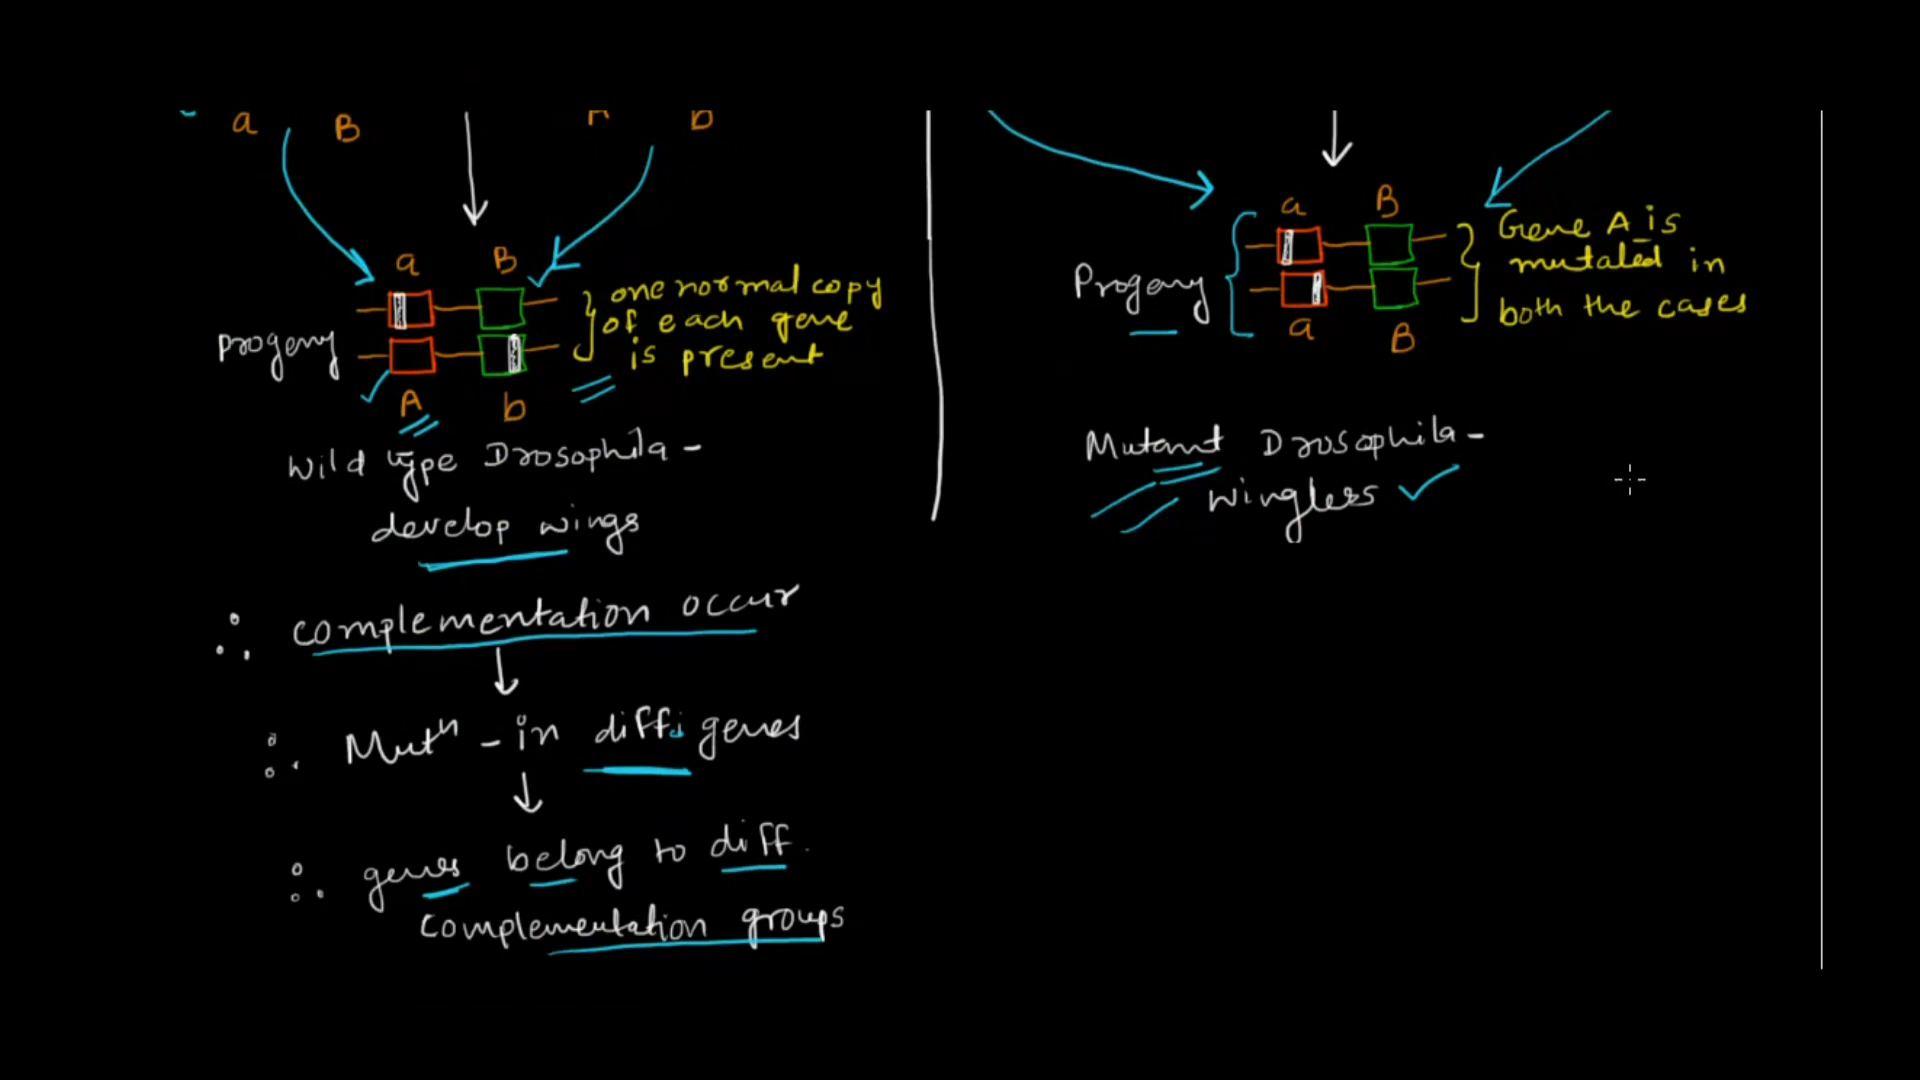 a B
a B
Progeny
A b
one normal copy
of each gene
is present
Wild type Drosophila -
develop wings
∴ complementation occur
∴ Mutⁿ - in diff. genes
∴ genes belong to diff.
complementation groups
a B
Progeny
a B
Gene A is
mutated in
both the cases
Mutant Drosophila -
wingless